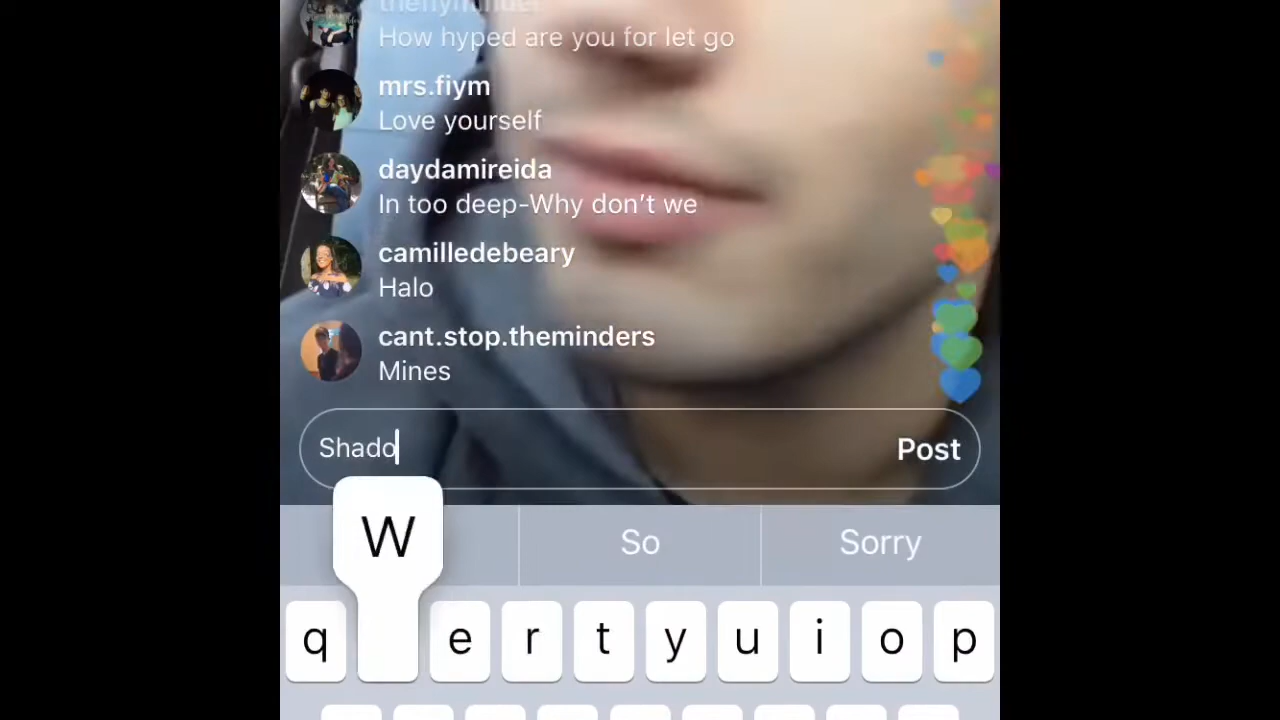 How hyped are you for let go
mrs.fiym
Love yourself
daydamireida
In too deep-Why don’t we
camilledebeary
Halo
cant.stop.theminders
Mines
Shado
Post
W
So
Sorry
q e r t y u i o p